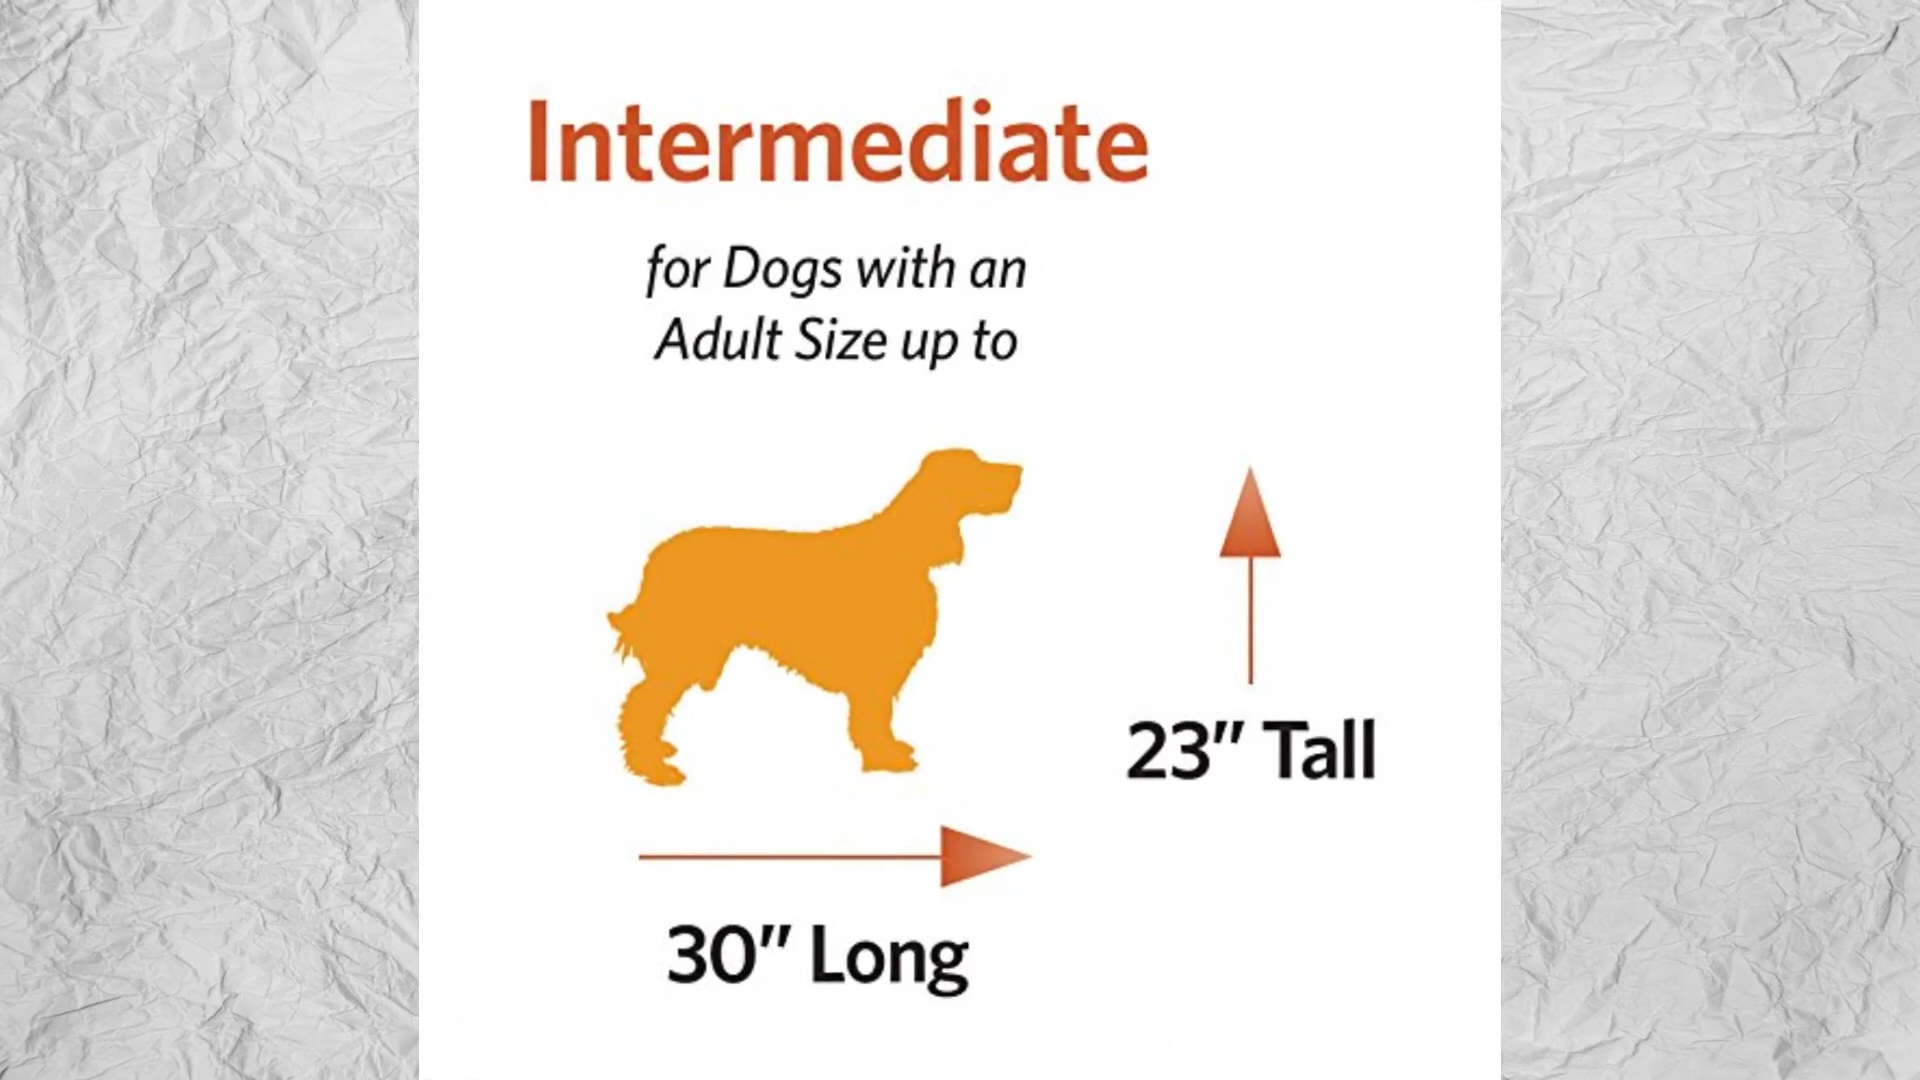 Intermediate
for Dogs with an
Adult Size up to
23″ Tall
30″ Long